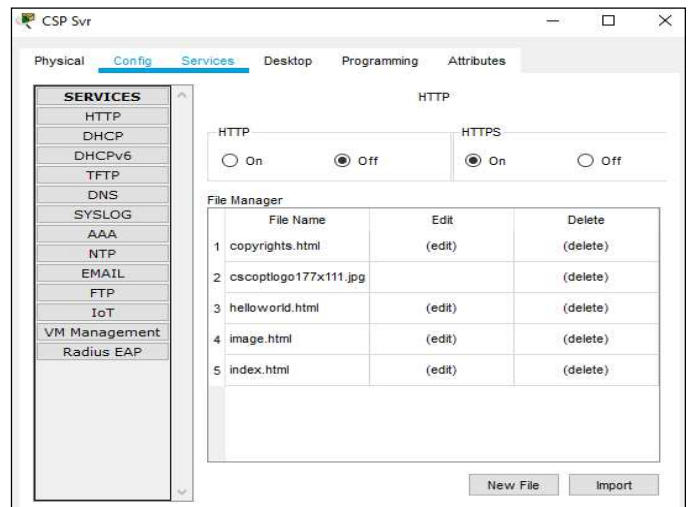 CSP Svr
Physical Config Services Desktop Programming Attributes
SERVICES
HTTP
DHCP
DHCPv6
TFTP
DNS
SYSLOG
AAA
NTP
EMAIL
FTP
IoT
VM Management
Radius EAP
HTTP
HTTP HTTPS
On Off On Off
File Manager
File Name Edit Delete
1 copyrights.html (edit) (delete)
2 cscoptlogo177x111.jpg (delete)
3 helloworld.html (edit) (delete)
4 image.html (edit) (delete)
5 index.html (edit) (delete)
New File Import